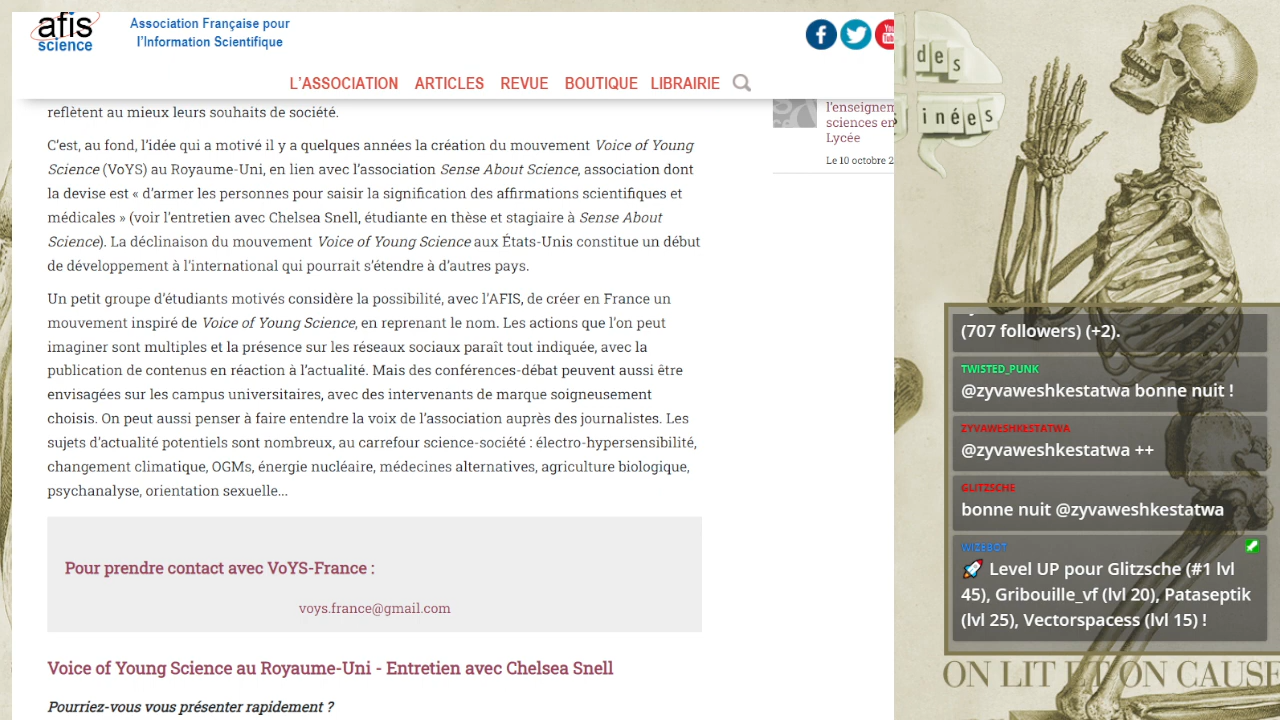 afis
science
Association Française pour
l'Information Scientifique
L'ASSOCIATION ARTICLES REVUE BOUTIQUE LIBRAIRIE
reflètent au mieux leurs souhaits de société.
C'est, au fond, l'idée qui a motivé il y a quelques années la création du mouvement Voice of Young
Science (VoYS) au Royaume-Uni, en lien avec l'association Sense About Science, association dont
la devise est « d'armer les personnes pour saisir la signification des affirmations scientifiques et
médicales » (voir l'entretien avec Chelsea Snell, étudiante en thèse et stagiaire à Sense About
Science). La déclinaison du mouvement Voice of Young Science aux États-Unis constitue un début
de développement à l'international qui pourrait s'étendre à d'autres pays.
Un petit groupe d'étudiants motivés considère la possibilité, avec l'AFIS, de créer en France un
mouvement inspiré de Voice of Young Science, en reprenant le nom. Les actions que l'on peut
imaginer sont multiples et la présence sur les réseaux sociaux paraît tout indiquée, avec la
publication de contenus en réaction à l'actualité. Mais des conférences-débat peuvent aussi être
envisagées sur les campus universitaires, avec des intervenants de marque soigneusement
choisis. On peut aussi penser à faire entendre la voix de l'association auprès des journalistes. Les
sujets d'actualité potentiels sont nombreux, au carrefour science-société : électro-hypersensibilité,
changement climatique, OGMs, énergie nucléaire, médecines alternatives, agriculture biologique,
psychanalyse, orientation sexuelle...
Pour prendre contact avec VoYS-France :
voys.france@gmail.com
Voice of Young Science au Royaume-Uni - Entretien avec Chelsea Snell
Pourriez-vous vous présenter rapidement ?
You
l'enseignem
sciences en
Lycée
Le 10 octobre 2
des
inées
(707 followers) (+2).
TWISTED_PUNK
@zyvaweshkestatwa bonne nuit !
ZYVAWESHKESTATWA
@zyvaweshkestatwa ++
GLITZSCHE
bonne nuit @zyvaweshkestatwa
WIZEBOT
🚀 Level UP pour Glitzsche (#1 lvl
45), Gribouille_vf (lvl 20), Pataseptik
(lvl 25), Vectorspacess (lvl 15) !
ON LIT ET ON CAUSE